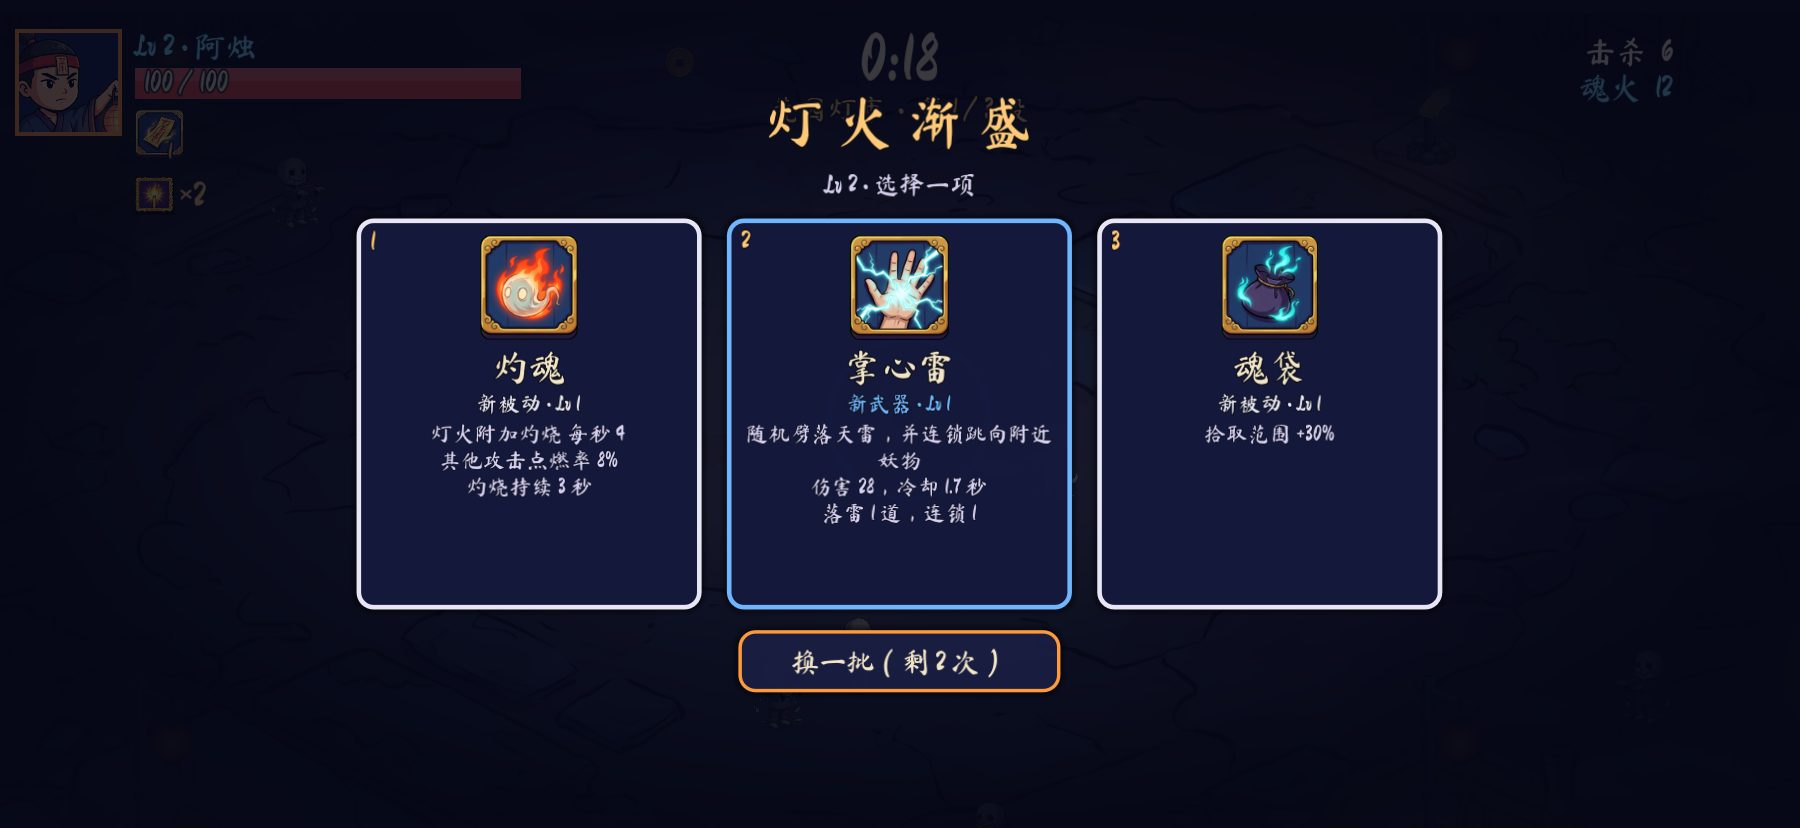 Lv 2·阿烛
100 / 100
1
×2
0:18
击杀 6
魂火 12
灯火渐盛
Lv 2·选择一项
1
灼魂
新被动·Lv 1
灯火附加灼烧 每秒 4
其他攻击点燃率 8%
灼烧持续 3 秒
2
掌心雷
新武器·Lv 1
随机劈落天雷，并连锁跳向附近
妖物
伤害 28，冷却 1.7 秒
落雷 1 道，连锁 1
3
魂袋
新被动·Lv 1
拾取范围 +30%
换一批（剩 2 次）